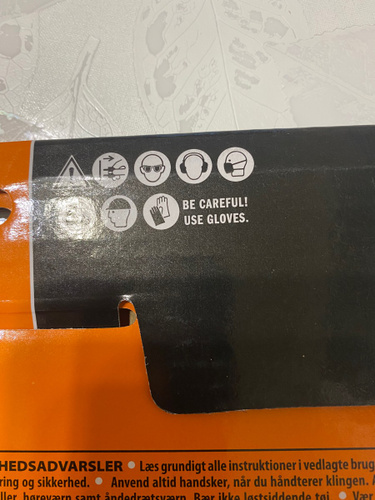 BE CAREFUL!
USE GLOVES.
HEDSADVARSLER • Læs grundigt alle instruktioner i vedlagte brug
ring og sikkerhed. • Anvend altid handsker, når du håndterer klingen.
ller, høreværn samt åndedrætsværn. Bær ikke løstsiddende tøj. • Vær